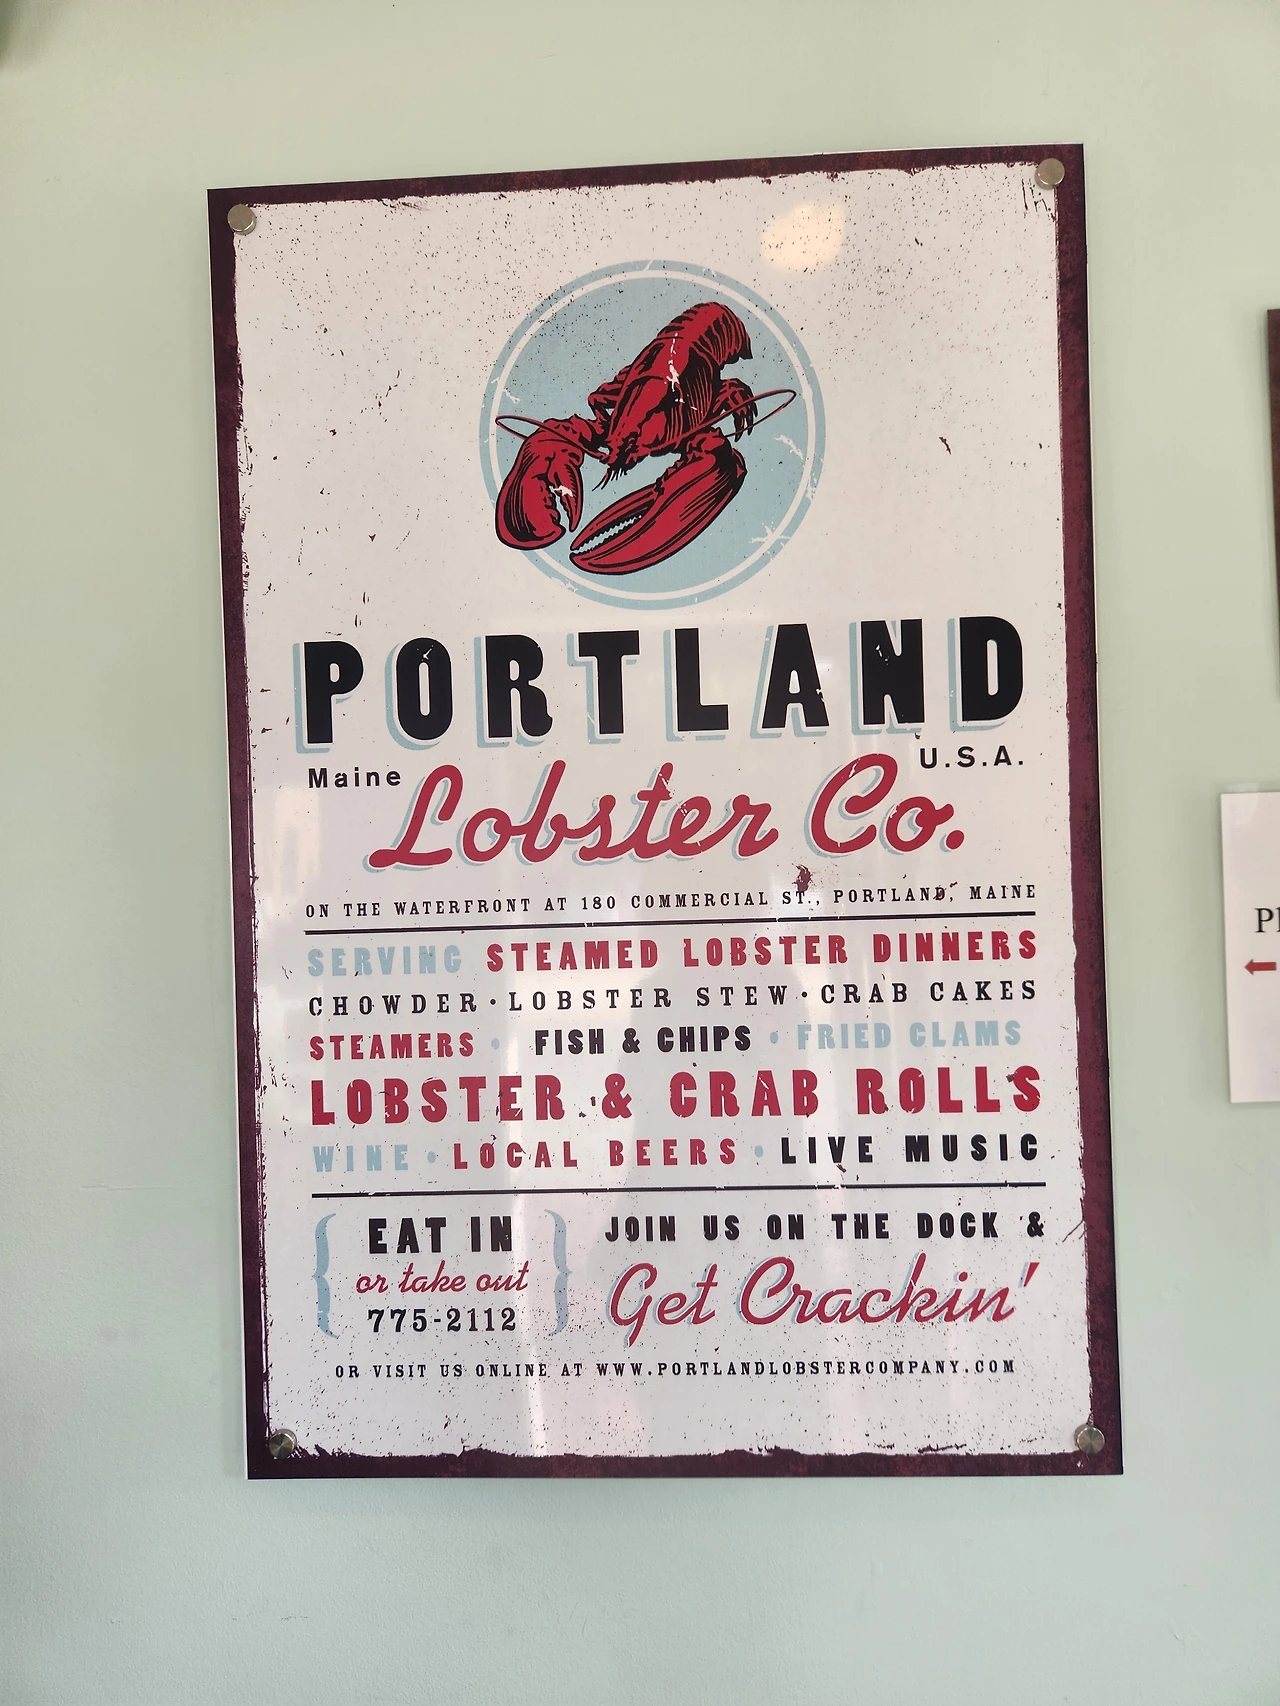 PORTLAND
Maine Lobster Co. U.S.A.
ON THE WATERFRONT AT 180 COMMERCIAL ST., PORTLAND, MAINE
SERVING STEAMED LOBSTER DINNERS
CHOWDER · LOBSTER STEW · CRAB CAKES
STEAMERS · FISH & CHIPS · FRIED CLAMS
LOBSTER & CRAB ROLLS
WINE · LOCAL BEERS · LIVE MUSIC
EAT IN
or take out
775-2112
JOIN US ON THE DOCK &
Get Crackin'
OR VISIT US ONLINE AT WWW.PORTLANDLOBSTERCOMPANY.COM